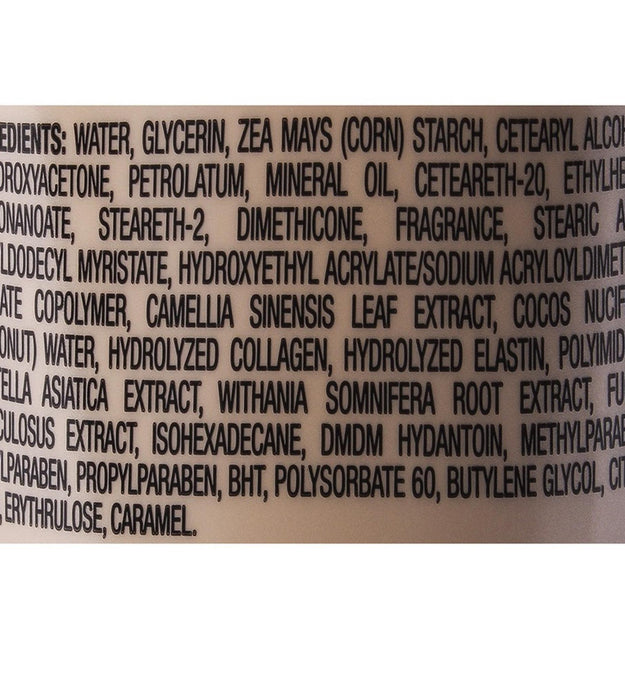 EDIENTS: WATER, GLYCERIN, ZEA MAYS (CORN) STARCH, CETEARYL ALCOH
DROXYACETONE, PETROLATUM, MINERAL OIL, CETEARETH-20, ETHYLHE
ONANOATE, STEARETH-2, DIMETHICONE, FRAGRANCE, STEARIC A
LDODECYL MYRISTATE, HYDROXYETHYL ACRYLATE/SODIUM ACRYLOYLDIMET
ATE COPOLYMER, CAMELLIA SINENSIS LEAF EXTRACT, COCOS NUCIF
ONUT) WATER, HYDROLYZED COLLAGEN, HYDROLYZED ELASTIN, POLYIMID
TELLA ASIATICA EXTRACT, WITHANIA SOMNIFERA ROOT EXTRACT, FU
CULOSUS EXTRACT, ISOHEXADECANE, DMDM HYDANTOIN, METHYLPARAB
YLPARABEN, PROPYLPARABEN, BHT, POLYSORBATE 60, BUTYLENE GLYCOL, CIT
, ERYTHRULOSE, CARAMEL.